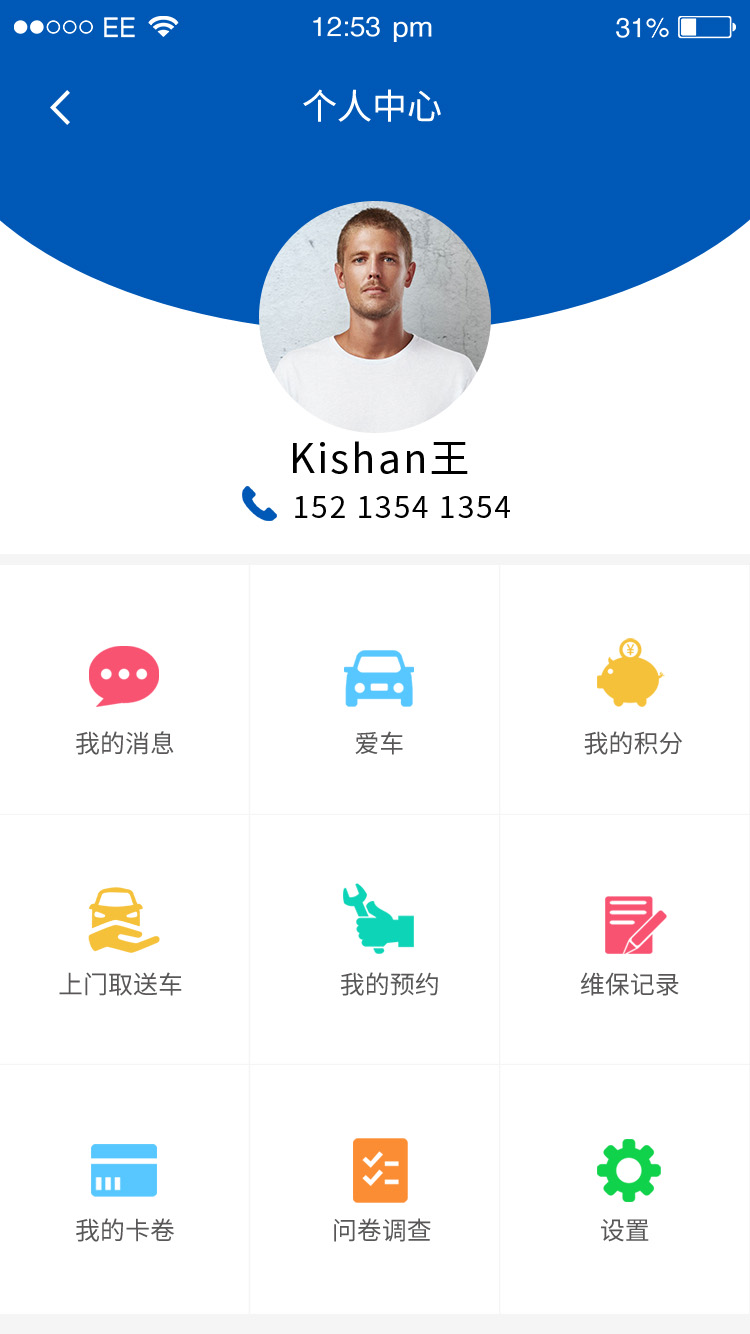 EE 12:53 pm 31%
个人中心
Kishan王
152 1354 1354
¥
我的消息 爱车 我的积分
上门取送车 我的预约 维保记录
我的卡卷 问卷调查 设置